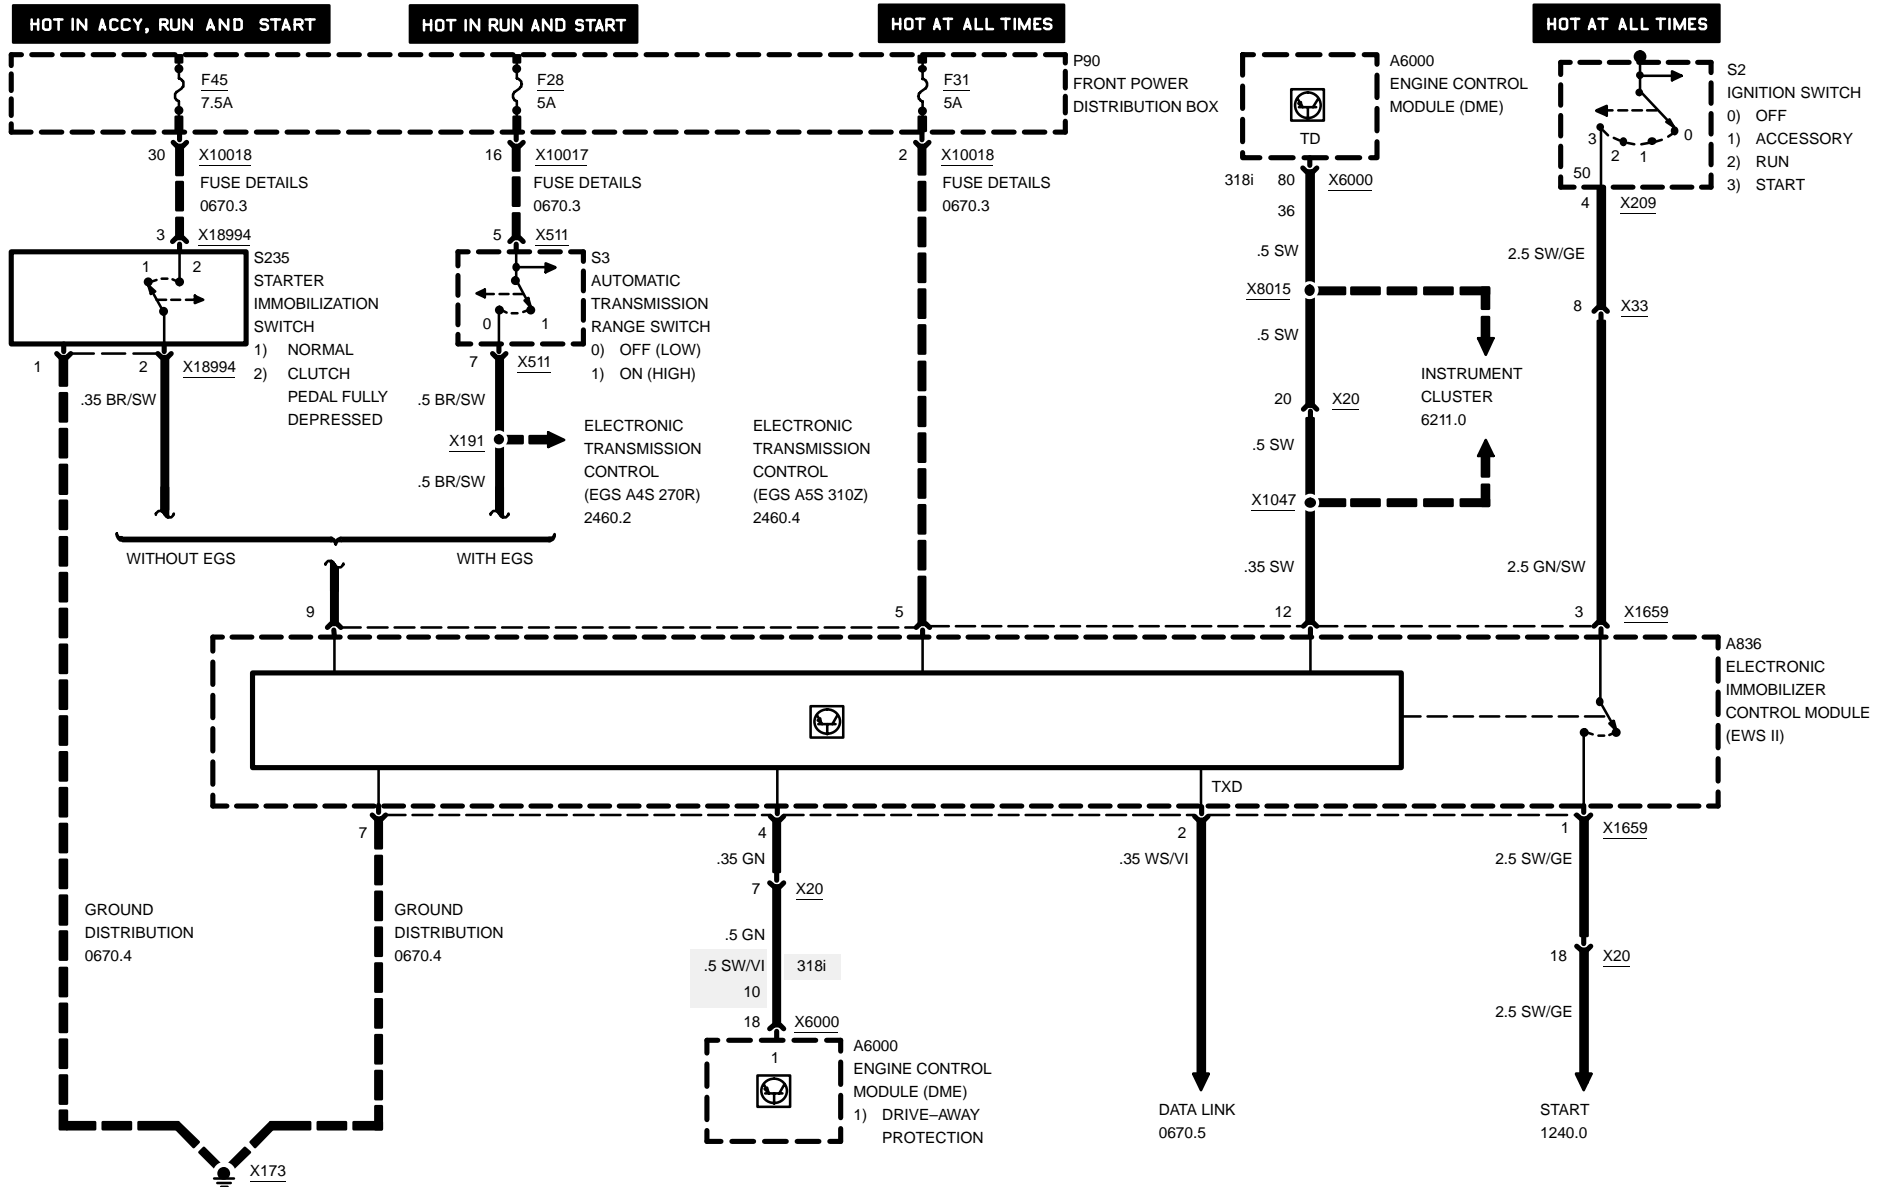 HOT IN ACCY, RUN AND START
HOT IN RUN AND START
HOT AT ALL TIMES
HOT AT ALL TIMES
F45
7.5A
F28
5A
F31
5A
P90
FRONT POWER
DISTRIBUTION BOX
A6000
ENGINE CONTROL
MODULE (DME)
TD
S2
IGNITION SWITCH
0) OFF
1) ACCESSORY
2) RUN
3) START
3 2 1 0
50
30 X10018
FUSE DETAILS
0670.3
16 X10017
FUSE DETAILS
0670.3
2 X10018
FUSE DETAILS
0670.3
318i 80 X6000
36
.5 SW
X8015
.5 SW
20 X20
.5 SW
X1047
.35 SW
12
INSTRUMENT
CLUSTER
6211.0
4 X209
2.5 SW/GE
8 X33
2.5 GN/SW
3 X1659
3 X18994
1 2
S235
STARTER
IMMOBILIZATION
SWITCH
1) NORMAL
2) CLUTCH
PEDAL FULLY
DEPRESSED
1 2 X18994
.35 BR/SW
5 X511
0 1
S3
AUTOMATIC
TRANSMISSION
RANGE SWITCH
0) OFF (LOW)
1) ON (HIGH)
7 X511
.5 BR/SW
X191
.5 BR/SW
ELECTRONIC
TRANSMISSION
CONTROL
(EGS A4S 270R)
2460.2
ELECTRONIC
TRANSMISSION
CONTROL
(EGS A5S 310Z)
2460.4
WITHOUT EGS
WITH EGS
9
5
A836
ELECTRONIC
IMMOBILIZER
CONTROL MODULE
(EWS II)
TXD
7
4
2
1 X1659
.35 GN
7 X20
.5 GN
.5 SW/VI 318i
10
18 X6000
1
A6000
ENGINE CONTROL
MODULE (DME)
1) DRIVE–AWAY
PROTECTION
.35 WS/VI
DATA LINK
0670.5
2.5 SW/GE
18 X20
2.5 SW/GE
START
1240.0
GROUND
DISTRIBUTION
0670.4
GROUND
DISTRIBUTION
0670.4
X173